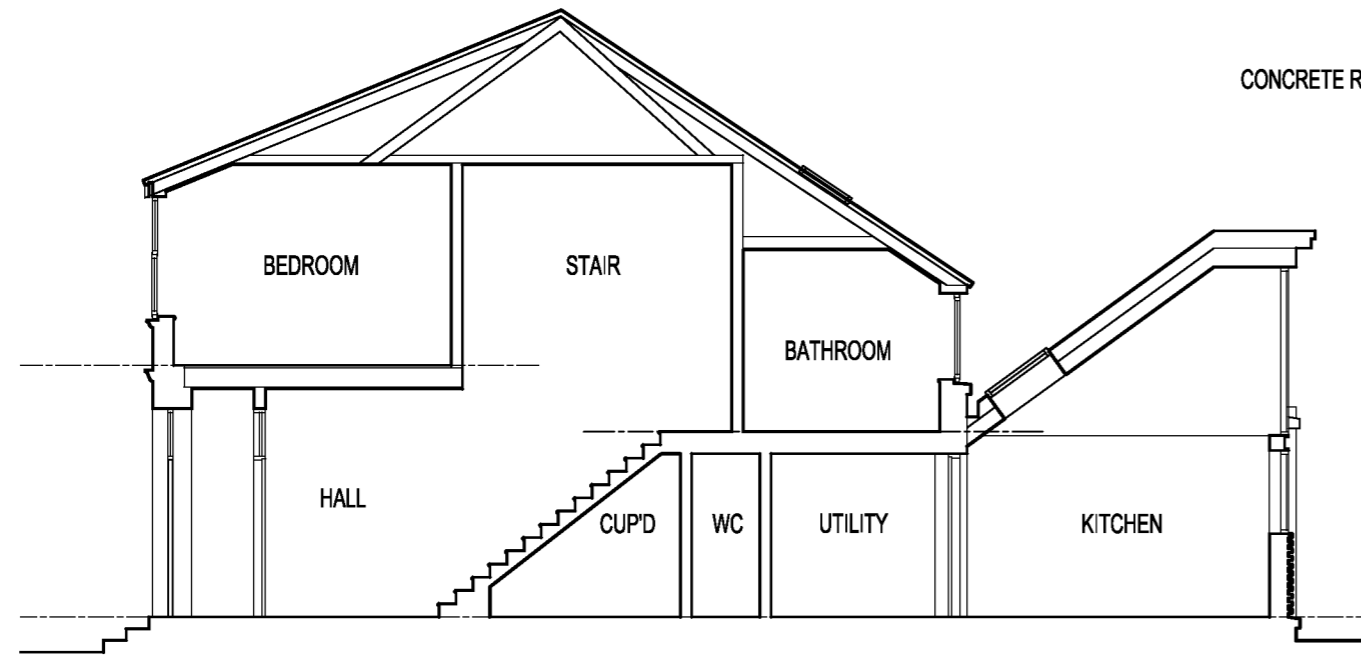 CONCRETE R
BEDROOM
STAIR
BATHROOM
HALL
CUP'D
WC
UTILITY
KITCHEN